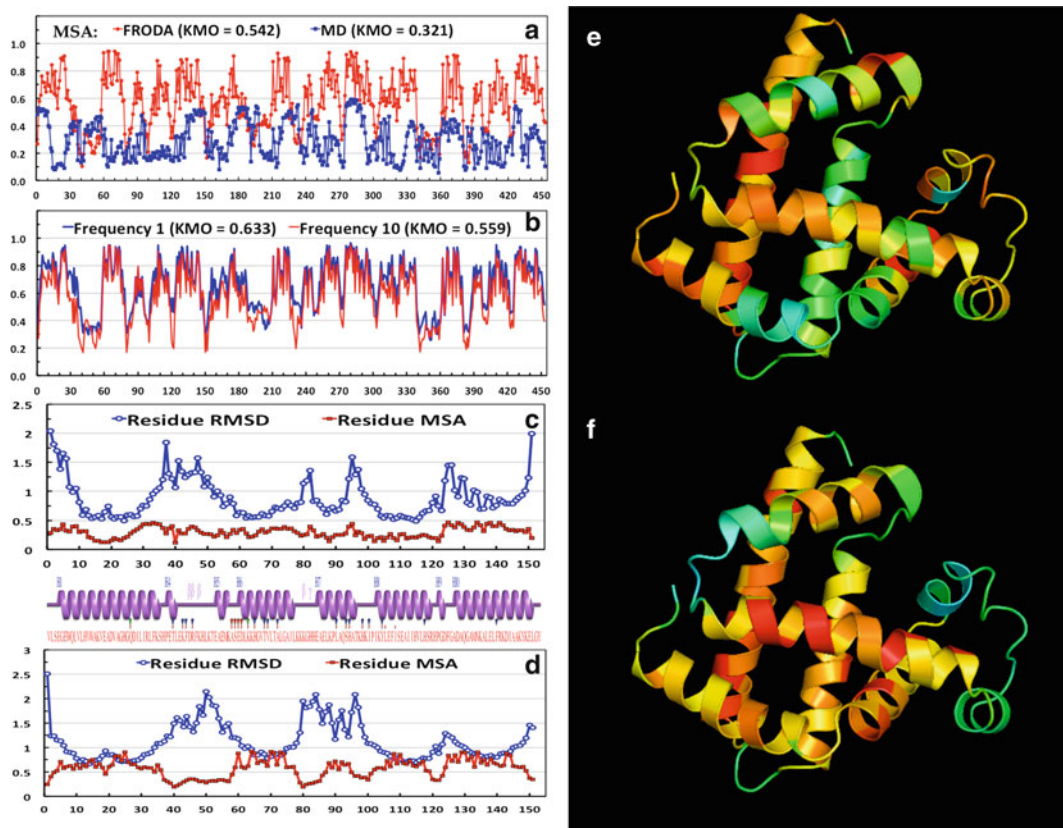 MSA: FRODA (KMO = 0.542) MD (KMO = 0.321) a
1.0
0.8
0.6
0.4
0.2
0.0
0 30 60 90 120 150 180 210 240 270 300 330 360 390 420 450
Frequency 1 (KMO = 0.633) Frequency 10 (KMO = 0.559) b
1.0
0.8
0.6
0.4
0.2
0.0
0 30 60 90 120 150 180 210 240 270 300 330 360 390 420 450
Residue RMSD Residue MSA c
2.5
2
1.5
1
0.5
0
0 10 20 30 40 50 60 70 80 90 100 110 120 130 140 150
Residue RMSD Residue MSA d
3
2.5
2
1.5
1
0.5
0
0 10 20 30 40 50 60 70 80 90 100 110 120 130 140 150
e
f